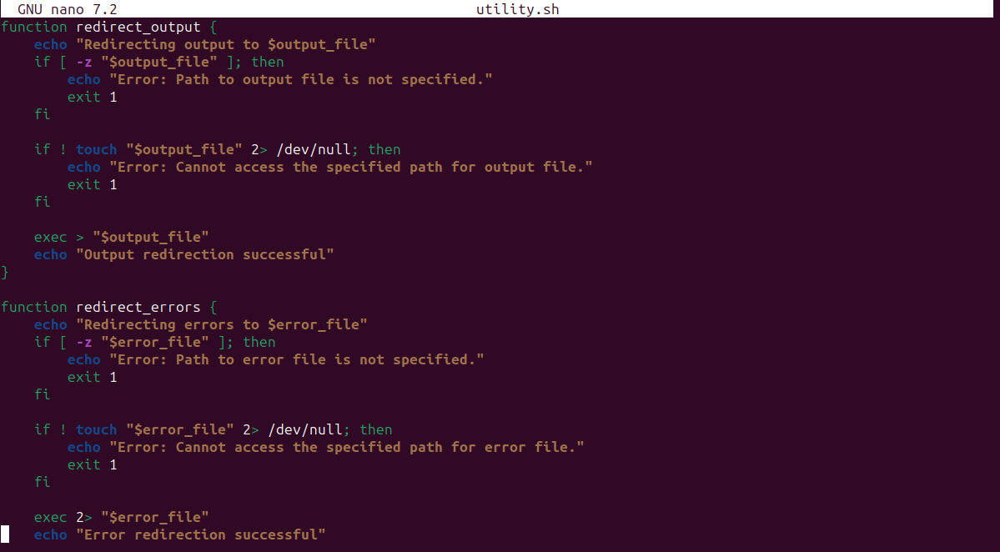 GNU nano 7.2 utility.sh
function redirect_output {
    echo "Redirecting output to $output_file"
    if [ -z "$output_file" ]; then
        echo "Error: Path to output file is not specified."
        exit 1
    fi

    if ! touch "$output_file" 2> /dev/null; then
        echo "Error: Cannot access the specified path for output file."
        exit 1
    fi

    exec > "$output_file"
    echo "Output redirection successful"
}

function redirect_errors {
    echo "Redirecting errors to $error_file"
    if [ -z "$error_file" ]; then
        echo "Error: Path to error file is not specified."
        exit 1
    fi

    if ! touch "$error_file" 2> /dev/null; then
        echo "Error: Cannot access the specified path for error file."
        exit 1
    fi

    exec 2> "$error_file"
    echo "Error redirection successful"